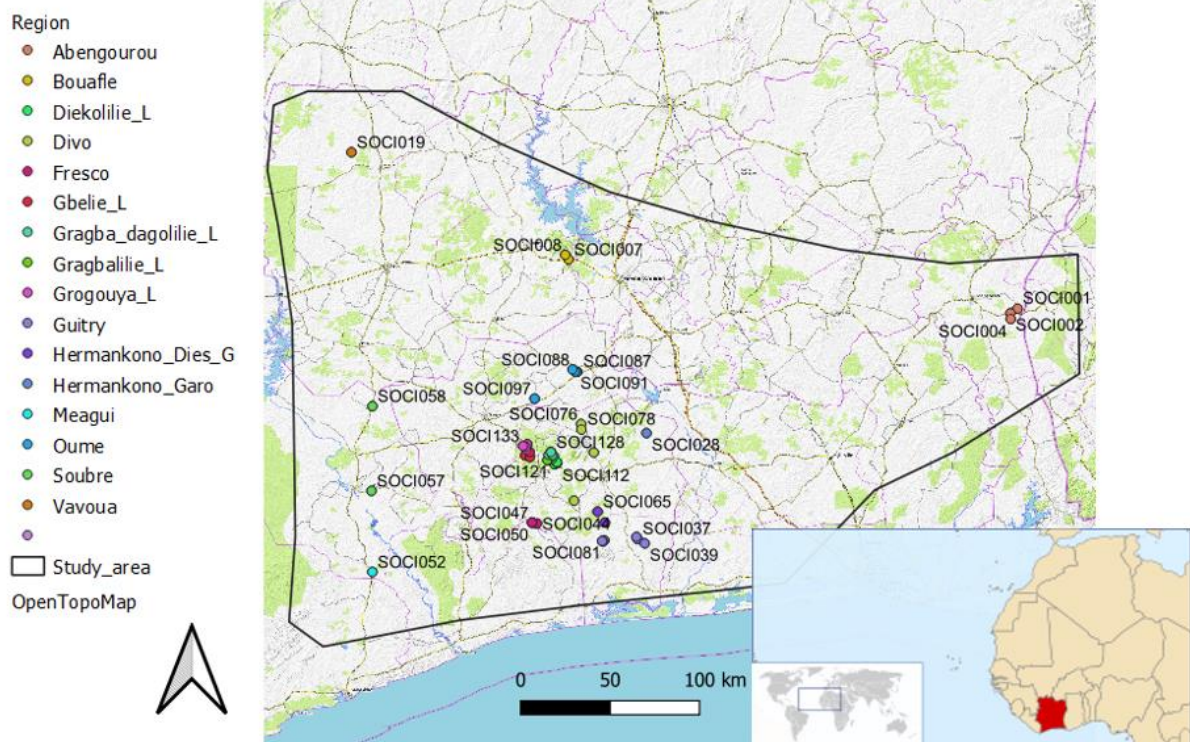 Region
Abengourou
Bouafle
Diekolilie_L
Divo
Fresco
Gbelie_L
Gragba_dagolilie_L
Gragbalilie_L
Grogouya_L
Guitry
Hermankono_Dies_G
Hermankono_Garo
Meagui
Oume
Soubre
Vavoua
Study_area
OpenTopoMap
SOCI019
SOCI008
SOCI007
SOCI001
SOCI004
SOCI002
SOCI088
SOCI087
SOCI091
SOCI097
SOCI058
SOCI076
SOCI078
SOCI133
SOCI128
SOCI028
SOCI121
SOCI112
SOCI057
SOCI065
SOCI047
SOCI044
SOCI050
SOCI037
SOCI081
SOCI039
SOCI052
0 50 100 km